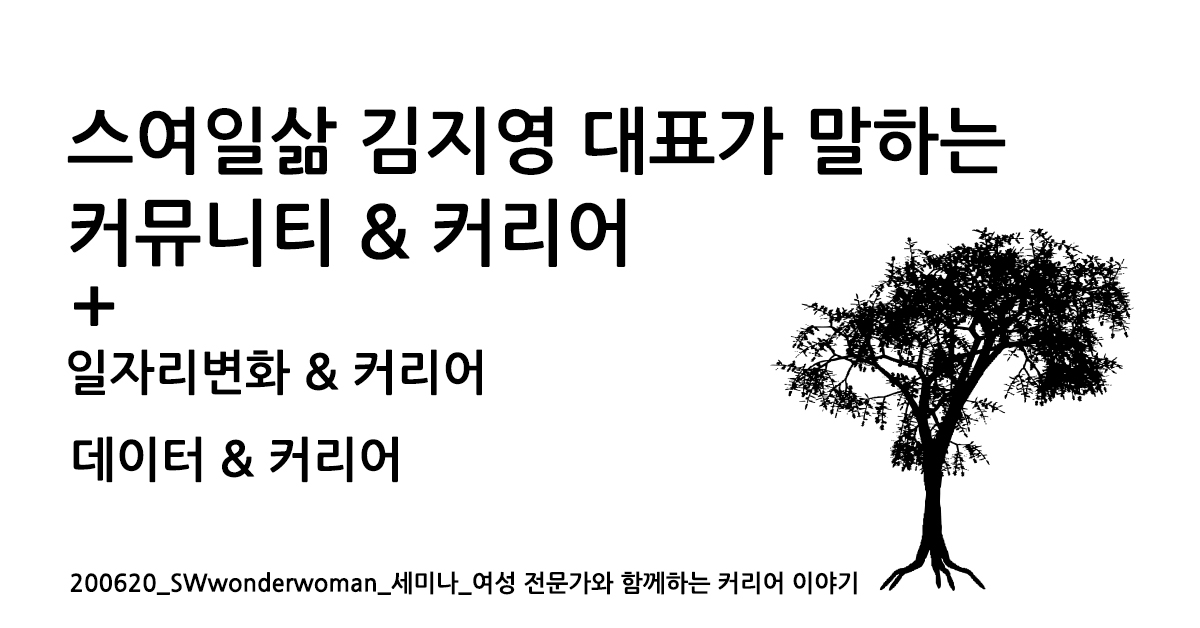 스여일삶 김지영 대표가 말하는
커뮤니티 & 커리어
+
일자리변화 & 커리어
데이터 & 커리어
200620_SWwonderwoman_세미나_여성 전문가와 함께하는 커리어 이야기